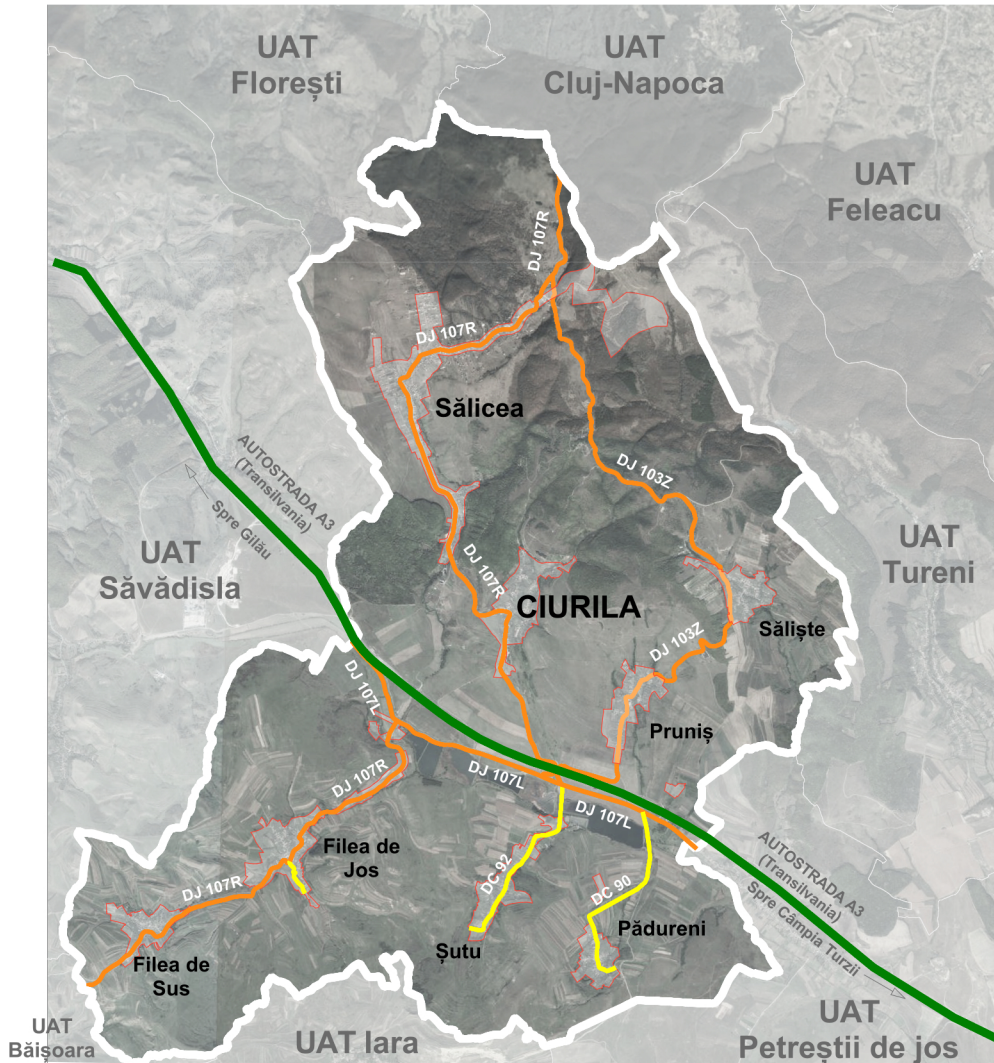 UAT
Florești
UAT
Cluj-Napoca
UAT
Feleacu
DJ 107R
DJ 107R
Sălicea
AUTOSTRADA A3
(Transilvania)
Spre Gilău
DJ 103Z
UAT
Săvădisla
UAT
Tureni
DJ 107R
CIURILA
Săliște
DJ 103Z
DJ 107L
Pruniș
DJ 107R
DJ 107L
DJ 107L
Filea de
Jos
DJ 107R
DC 92
DC 90
AUTOSTRADA A3
(Transilvania)
Spre Câmpia Turzii
Pădureni
Șutu
Filea de
Sus
UAT
Băișoara
UAT Iara
UAT
Petreștii de jos